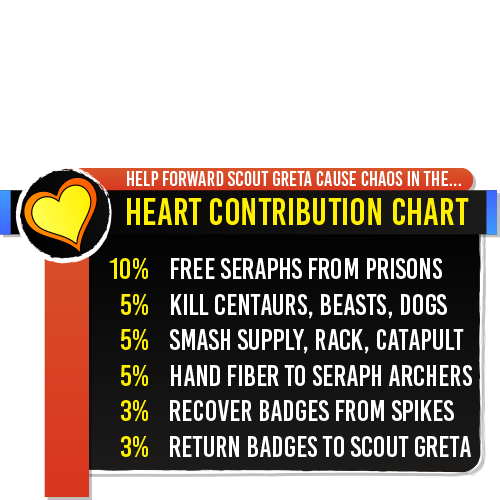 HELP FORWARD SCOUT GRETA CAUSE CHAOS IN THE...
HEART CONTRIBUTION CHART
10% FREE SERAPHS FROM PRISONS
5% KILL CENTAURS, BEASTS, DOGS
5% SMASH SUPPLY, RACK, CATAPULT
5% HAND FIBER TO SERAPH ARCHERS
3% RECOVER BADGES FROM SPIKES
3% RETURN BADGES TO SCOUT GRETA